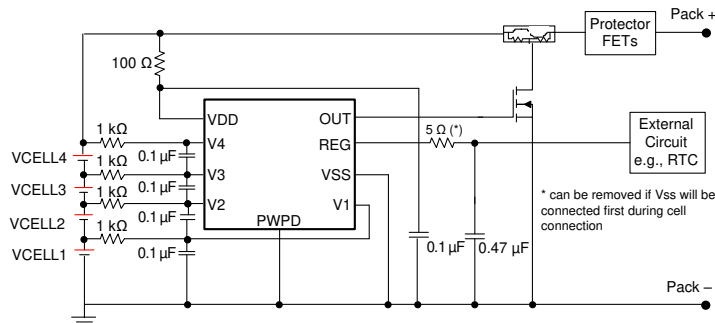 Pack +
Protector
FETs
100 Ω
1 kΩ
VDD
OUT
5 Ω (*)
External
Circuit
e.g., RTC
V4
REG
VCELL4
1 kΩ
0.1 µF
V3
VSS
VCELL3
1 kΩ
0.1 µF
* can be removed if Vss will be
connected first during cell
connection
V2
V1
VCELL2
1 kΩ
0.1 µF
PWPD
VCELL1
0.1 µF
0.1 µF
0.47 µF
Pack –